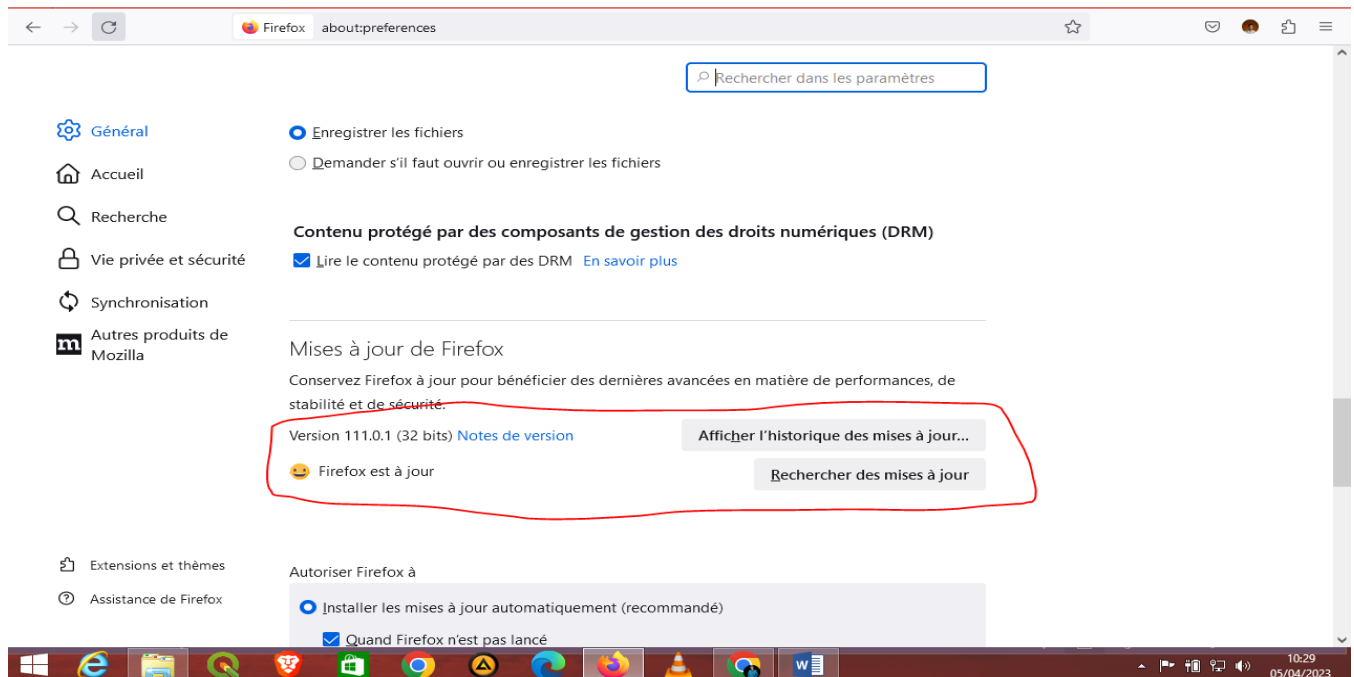 Firefox about:preferences
Rechercher dans les paramètres
Général
Accueil
Recherche
Vie privée et sécurité
Synchronisation
m Autres produits de
Mozilla
Enregistrer les fichiers
Demander s'il faut ouvrir ou enregistrer les fichiers
Contenu protégé par des composants de gestion des droits numériques (DRM)
Lire le contenu protégé par des DRM En savoir plus
Mises à jour de Firefox
Conservez Firefox à jour pour bénéficier des dernières avancées en matière de performances, de
stabilité et de sécurité.
Version 111.0.1 (32 bits) Notes de version Afficher l'historique des mises à jour...
Firefox est à jour Rechercher des mises à jour
Extensions et thèmes
Assistance de Firefox
Autoriser Firefox à
Installer les mises à jour automatiquement (recommandé)
Quand Firefox n'est pas lancé
10:29
05/04/2023